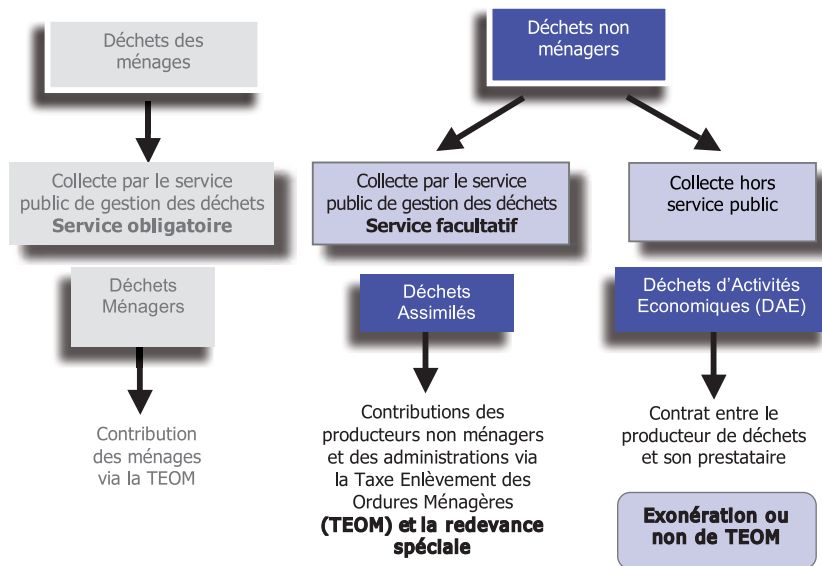 Déchets des
ménages
Collecte par le service
public de gestion des déchets
Service obligatoire
Déchets
Ménagers
Contribution
des ménages
via la TEOM
Déchets non
ménagers
Collecte par le service
public de gestion des déchets
Service facultatif
Déchets
Assimilés
Contributions des
producteurs non ménagers
et des administrations via
la Taxe Enlèvement des
Ordures Ménagères
(TEOM) et la redevance
spéciale
Collecte hors
service public
Déchets d'Activités
Economiques (DAE)
Contrat entre le
producteur de déchets
et son prestataire
Exonération ou
non de TEOM